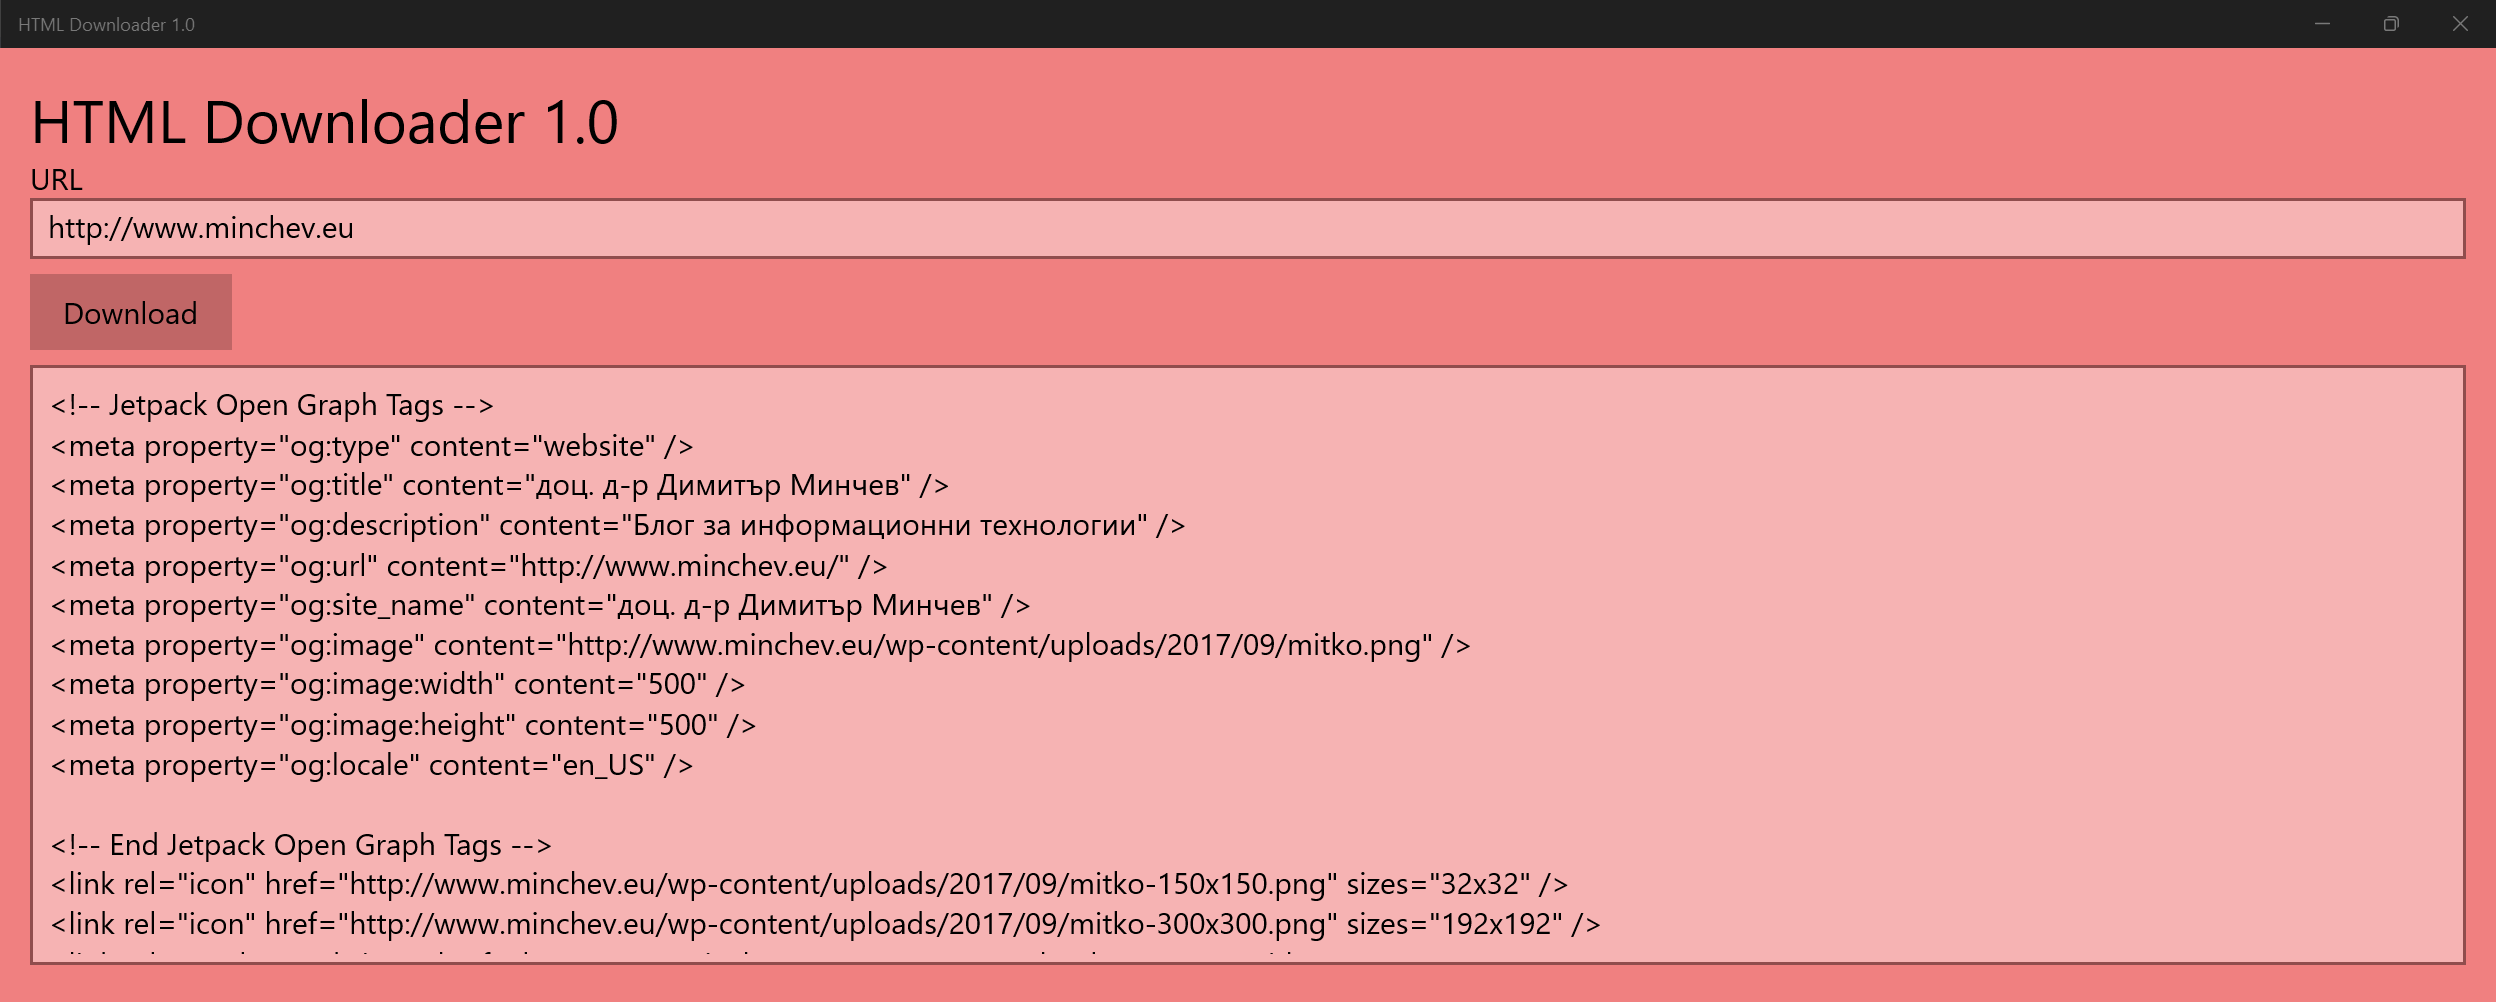 HTML Downloader 1.0
HTML Downloader 1.0
URL
http://www.minchev.eu
Download
<!-- Jetpack Open Graph Tags -->
<meta property="og:type" content="website" />
<meta property="og:title" content="доц. д-р Димитър Минчев" />
<meta property="og:description" content="Блог за информационни технологии" />
<meta property="og:url" content="http://www.minchev.eu/" />
<meta property="og:site_name" content="доц. д-р Димитър Минчев" />
<meta property="og:image" content="http://www.minchev.eu/wp-content/uploads/2017/09/mitko.png" />
<meta property="og:image:width" content="500" />
<meta property="og:image:height" content="500" />
<meta property="og:locale" content="en_US" />
<!-- End Jetpack Open Graph Tags -->
<link rel="icon" href="http://www.minchev.eu/wp-content/uploads/2017/09/mitko-150x150.png" sizes="32x32" />
<link rel="icon" href="http://www.minchev.eu/wp-content/uploads/2017/09/mitko-300x300.png" sizes="192x192" />